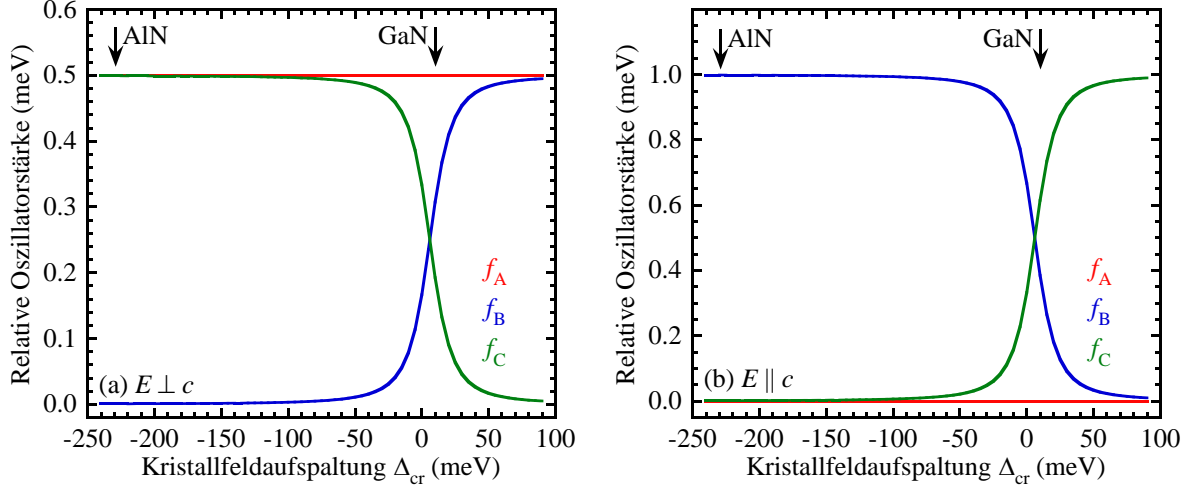 AlN
GaN
Relative Oszillatorstärke (meV)
0.5
0.4
0.3
0.2
0.1
0.0
f_A
f_B
f_C
(a) E ⊥ c
-250 -200 -150 -100 -50 0 50 100
Kristallfeldaufspaltung Δ_cr (meV)
AlN
GaN
Relative Oszillatorstärke (meV)
1.0
0.8
0.6
0.4
0.2
0.0
f_A
f_B
f_C
(b) E || c
-250 -200 -150 -100 -50 0 50 100
Kristallfeldaufspaltung Δ_cr (meV)